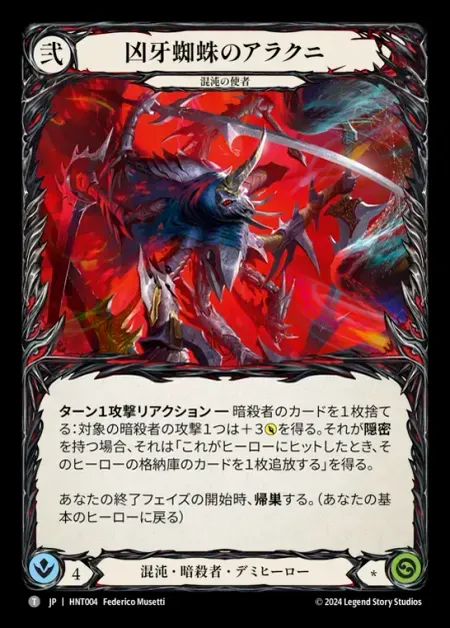 弐
凶牙蜘蛛のアラクニ
混沌の使者
ターン1攻撃リアクション ― 暗殺者のカードを1枚捨て
る：対象の暗殺者の攻撃1つは＋3を得る。それが隠密
を持つ場合、それは「これがヒーローにヒットしたとき、そ
のヒーローの格納庫のカードを1枚追放する」を得る。
あなたの終了フェイズの開始時、帰巣する。（あなたの基
本のヒーローに戻る）
4
混沌・暗殺者・デミヒーロー
*
T JP | HNT004 Federico Musetti
© 2024 Legend Story Studios